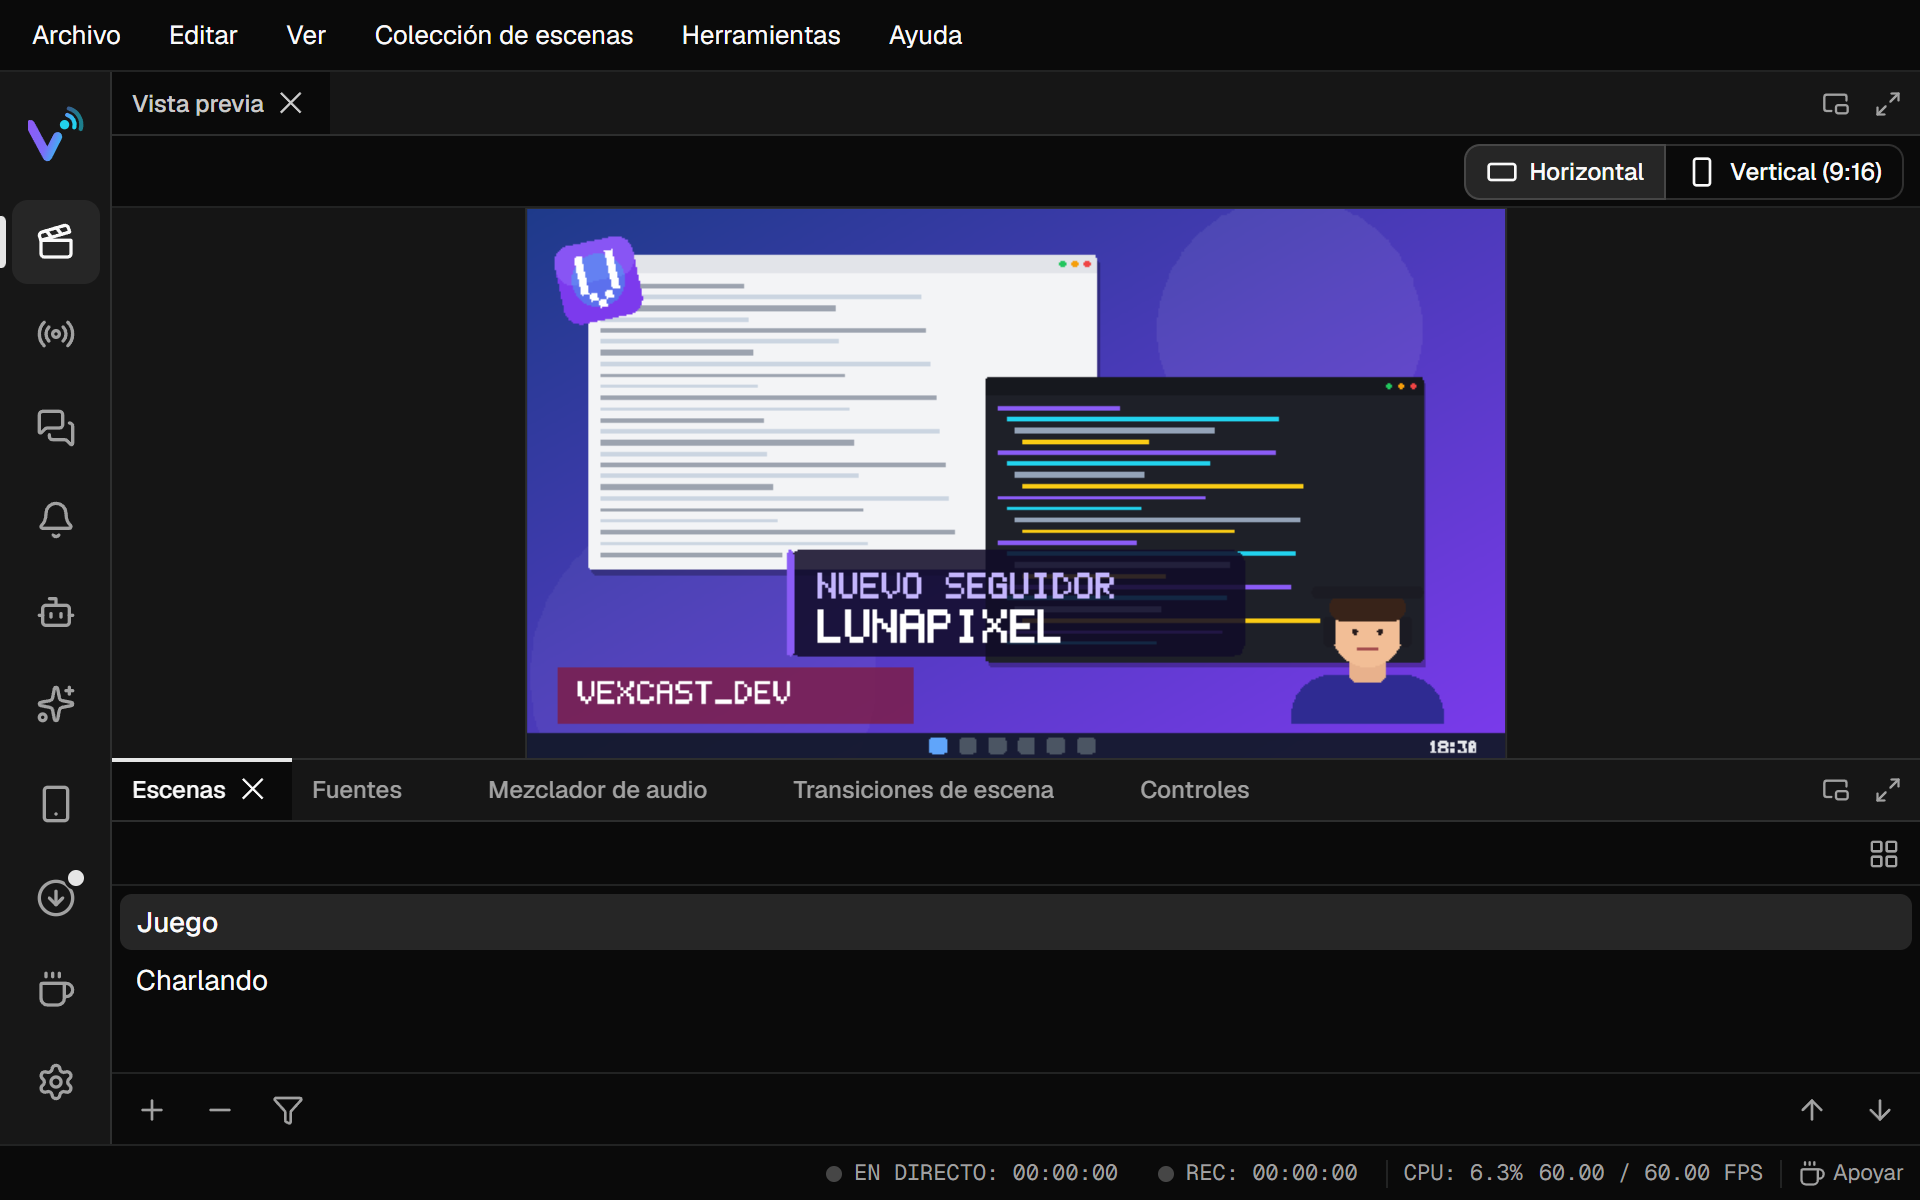 Archivo Editar Ver Colección de escenas Herramientas Ayuda
Vista previa
Horizontal Vertical (9:16)
NUEVO SEGUIDOR
LUNAPIXEL
VEXCAST_DEV
18:30
Escenas Fuentes Mezclador de audio Transiciones de escena Controles
Juego
Charlando
EN DIRECTO: 00:00:00 REC: 00:00:00 CPU: 6.3% 60.00 / 60.00 FPS Apoyar